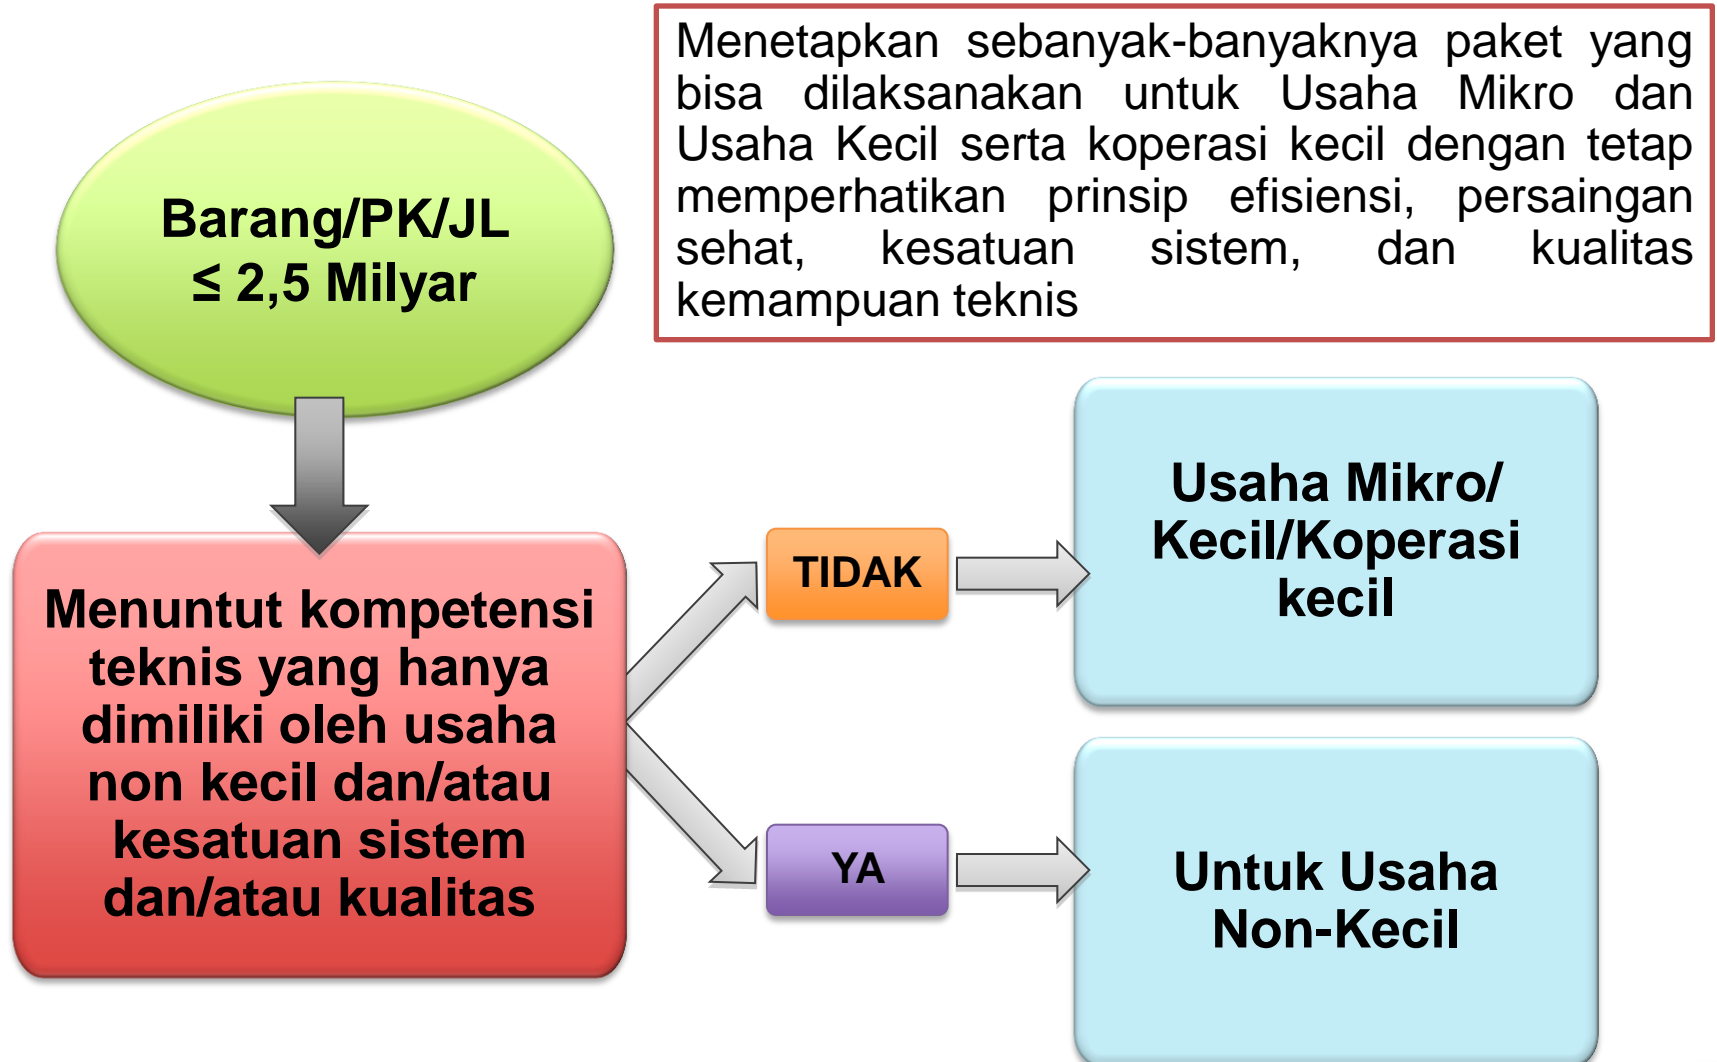 Menetapkan sebanyak-banyaknya paket yang
bisa dilaksanakan untuk Usaha Mikro dan
Usaha Kecil serta koperasi kecil dengan tetap
memperhatikan prinsip efisiensi, persaingan
sehat, kesatuan sistem, dan kualitas
kemampuan teknis
Barang/PK/JL
≤ 2,5 Milyar
Menuntut kompetensi
teknis yang hanya
dimiliki oleh usaha
non kecil dan/atau
kesatuan sistem
dan/atau kualitas
TIDAK
Usaha Mikro/
Kecil/Koperasi
kecil
YA
Untuk Usaha
Non-Kecil